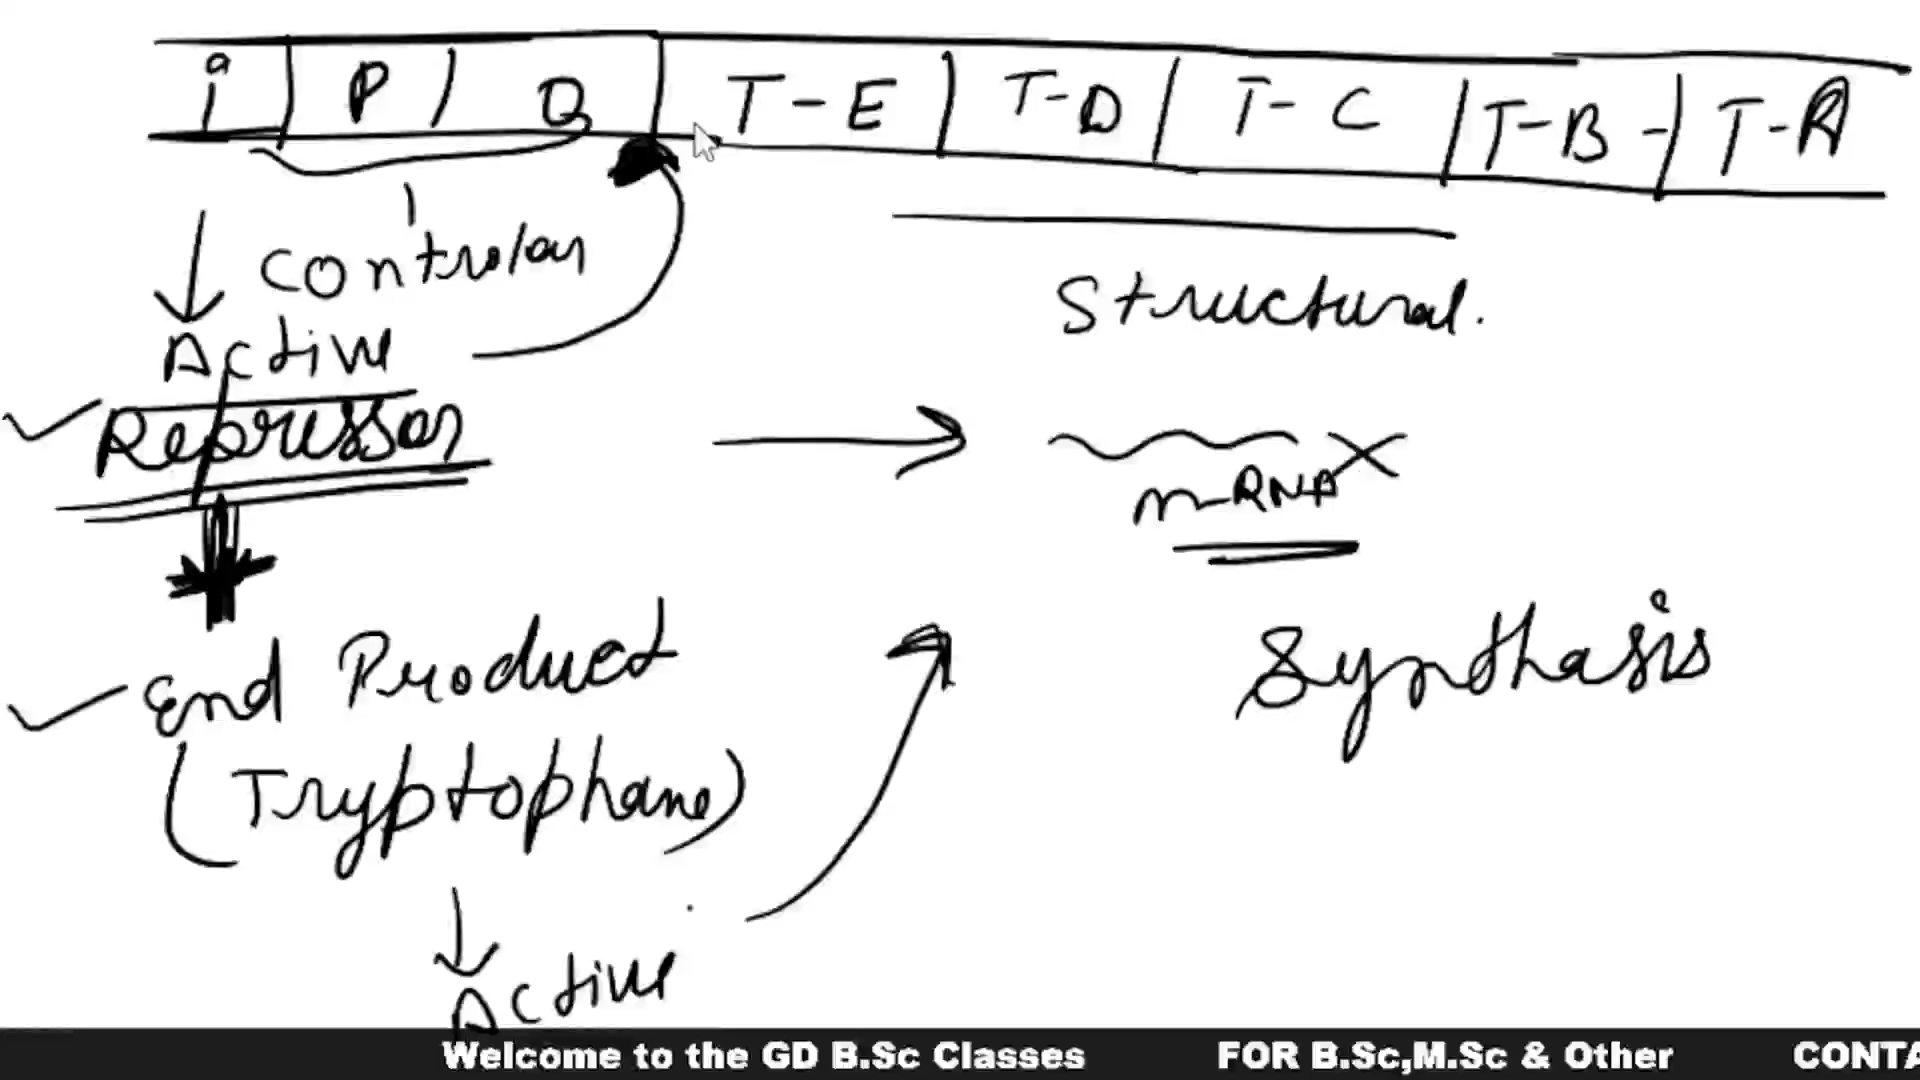 i P O T-E T-D T-C T-B- T-A
Controlar
Structural.
Active
Repressor
m-RNA
End Product
Synthasis
(Tryptophane)
Active
Welcome to the GD B.Sc Classes FOR B.Sc,M.Sc & Other CONTA